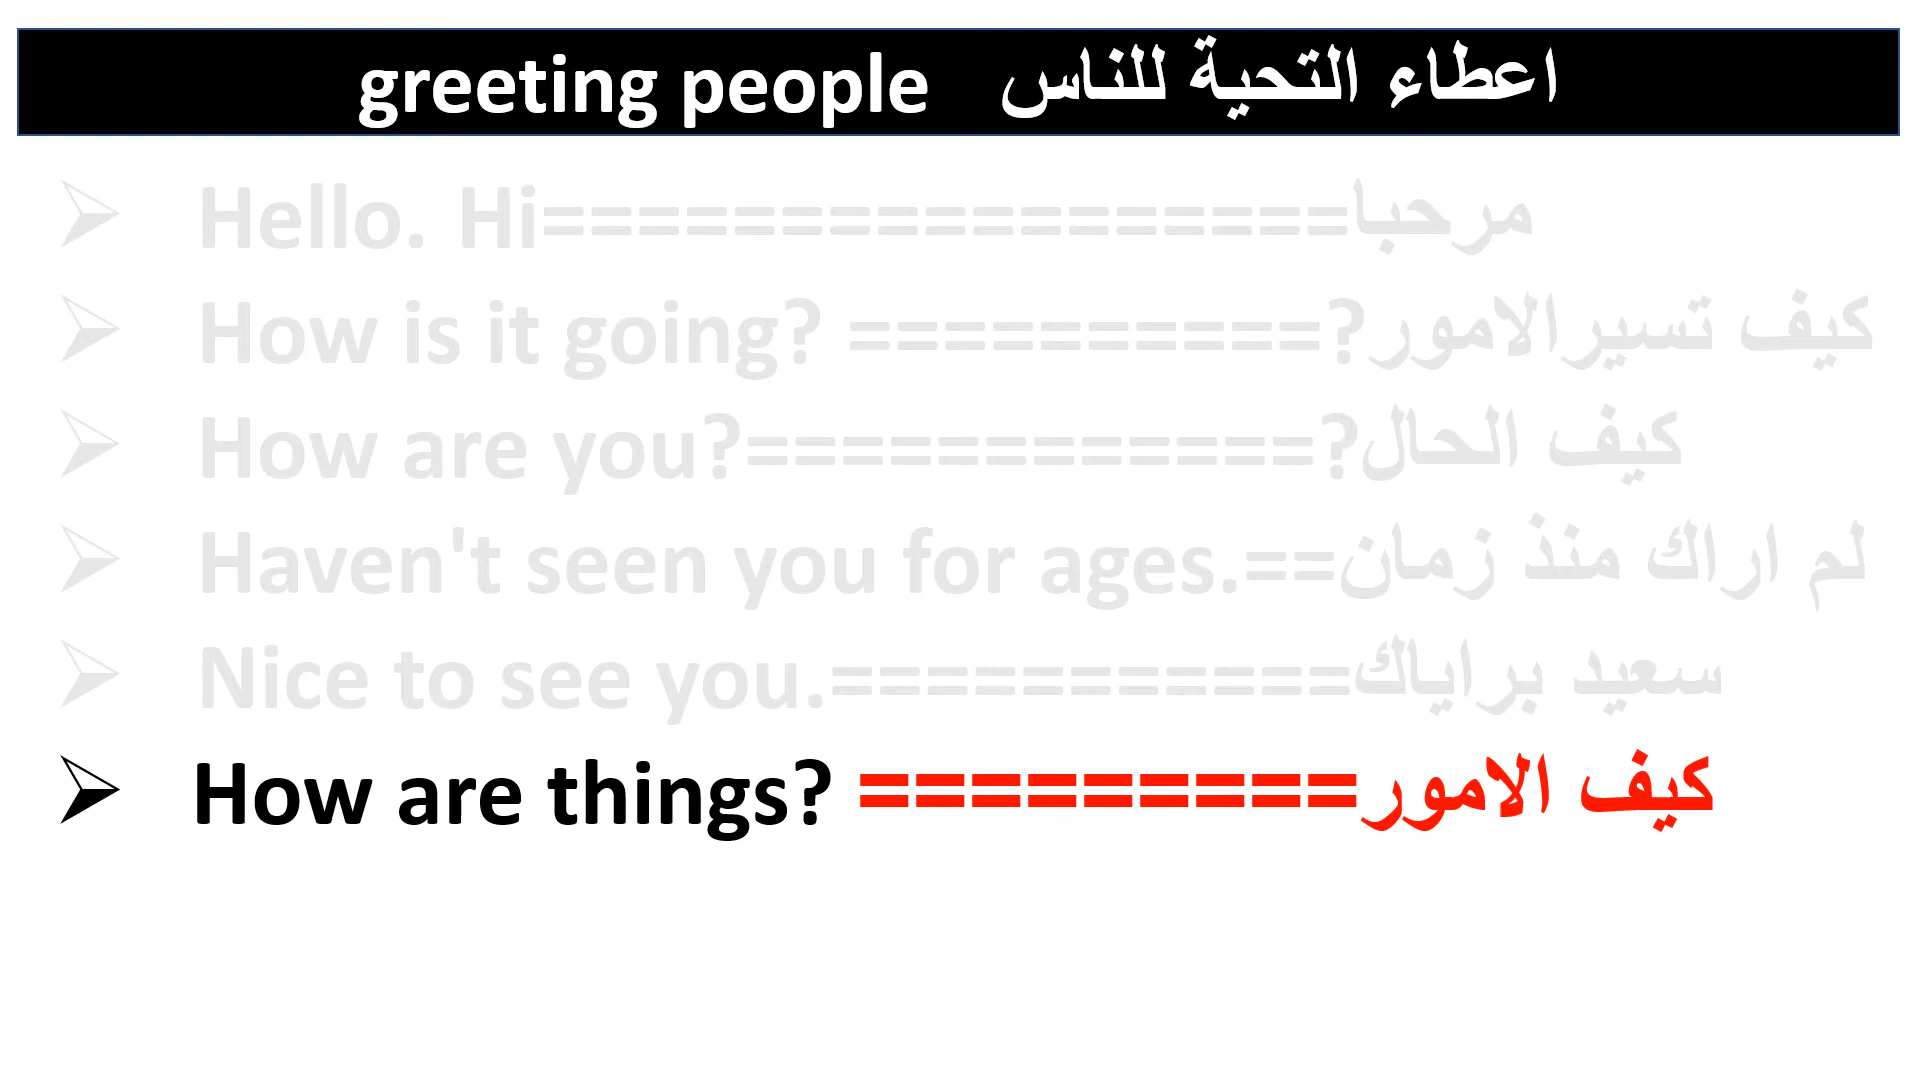 greeting people اعطاء التحية للناس
Hello. Hi=================مرحبا
How is it going? ==========?كيف تسيرالامور
How are you?============?كيف الحال
Haven't seen you for ages.==لم اراك منذ زمان
Nice to see you.===========سعيد براياك
How are things? =========كيف الامور